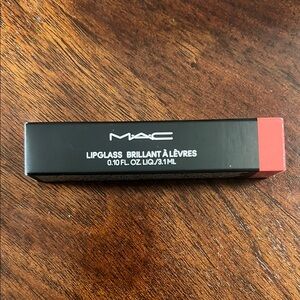 MAC
LIPGLASS BRILLANT À LÈVRES
0.10 FL. OZ. LIQ./3.1 ML